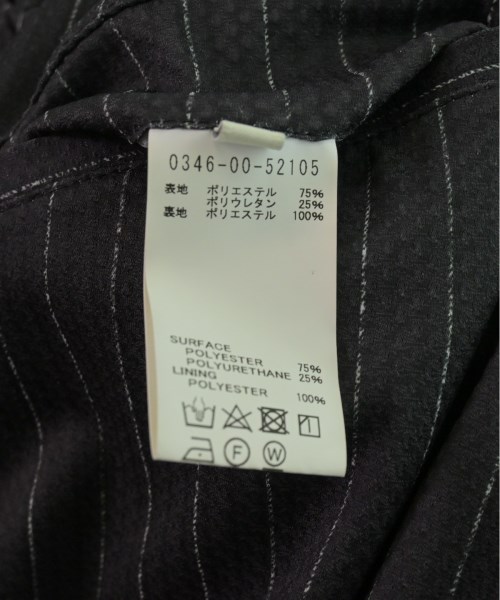 0346-00-52105
表地 ポリエステル 75%
ポリウレタン 25%
裏地 ポリエステル 100%
SURFACE
POLYESTER 75%
POLYURETHANE 25%
LINING
POLYESTER 100%
F W